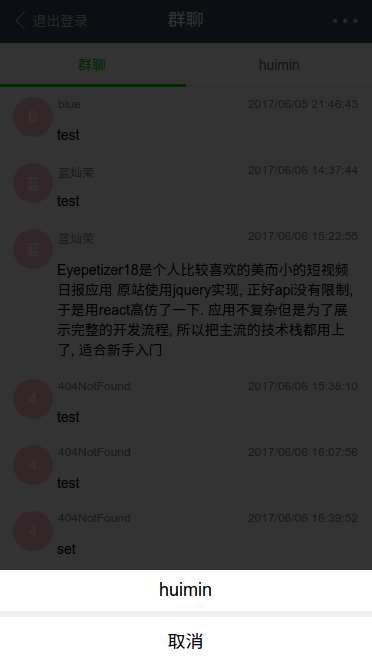 退出登录 群聊
群聊 huimin
B blue 2017/06/05 21:46:43
test
蓝 蓝灿荣 2017/06/06 14:37:44
test
蓝 蓝灿荣 2017/06/06 15:22:55
Eyepetizer18是个人比较喜欢的美而小的短视频
日报应用 原站使用jquery实现, 正好api没有限制,
于是用react高仿了一下. 应用不复杂但是为了展
示完整的开发流程, 所以把主流的技术栈都用上
了, 适合新手入门
4 404NotFound 2017/06/06 15:38:10
test
4 404NotFound 2017/06/06 16:07:56
test
4 404NotFound 2017/06/06 16:39:52
set
huimin
取消